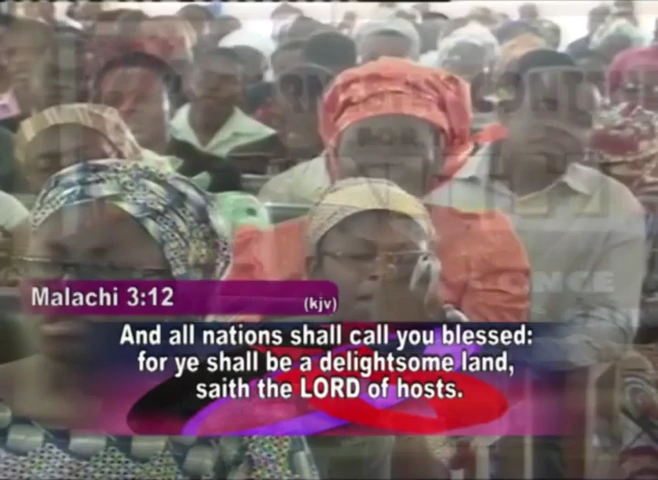 Malachi 3:12
(kjv)
And all nations shall call you blessed:
for ye shall be a delightsome land,
saith the LORD of hosts.